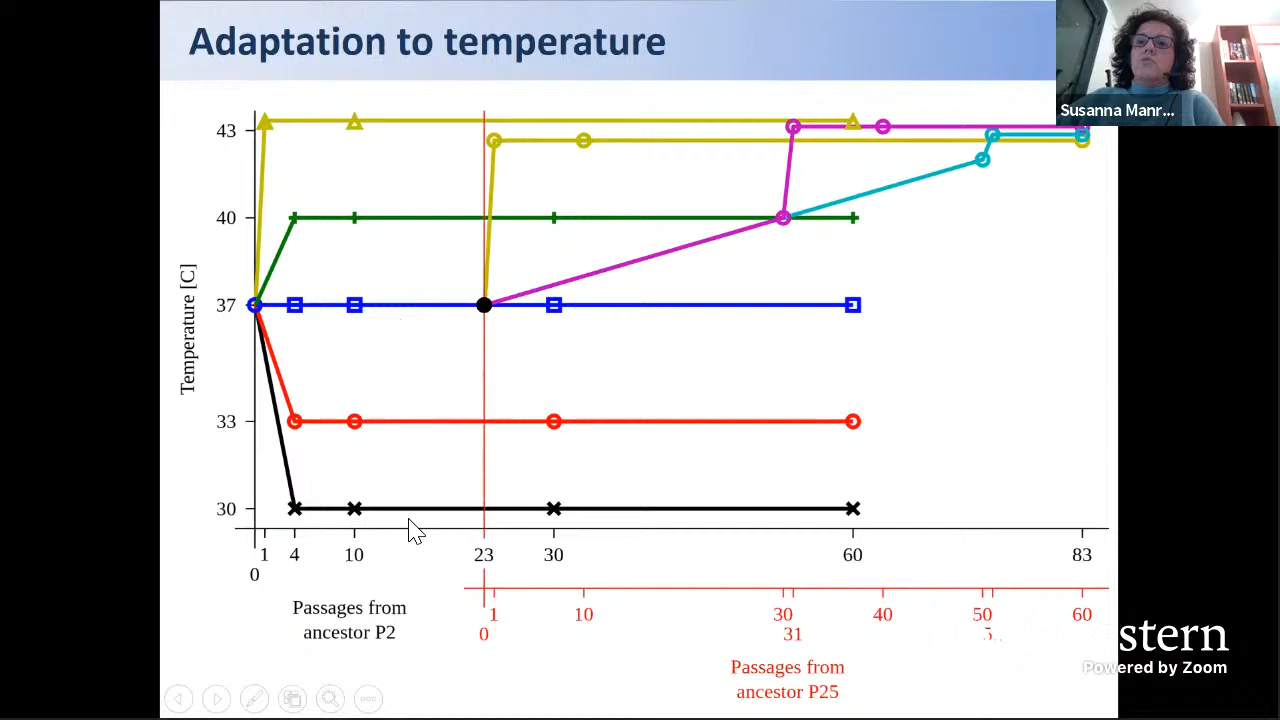 Adaptation to temperature
Susanna Manr...
43
40
37
33
30
Temperature [C]
0
1 4 10 23 30 60 83
Passages from
ancestor P2
0 1 10 30 31 40 50 60
Passages from
ancestor P25
stern
Powered by Zoom